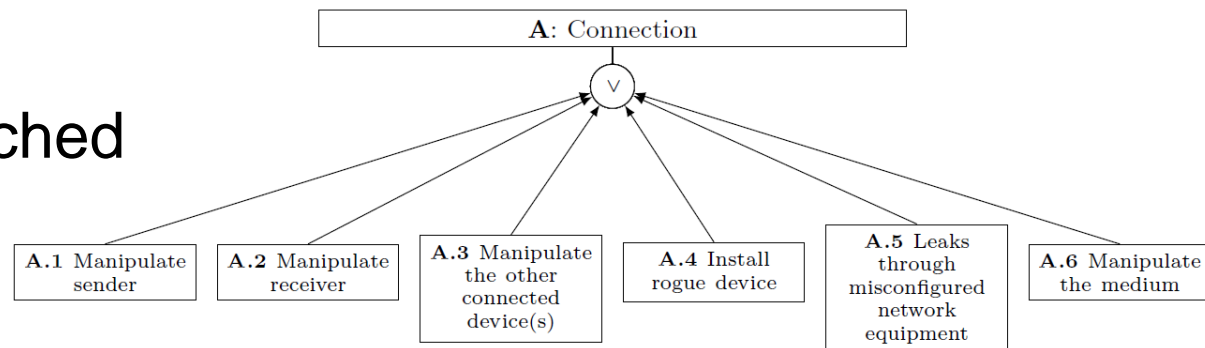 A: Connection
∨
ched
A.1 Manipulate
sender
A.2 Manipulate
receiver
A.3 Manipulate
the other
connected
device(s)
A.4 Install
rogue device
A.5 Leaks
through
misconfigured
network
equipment
A.6 Manipulate
the medium